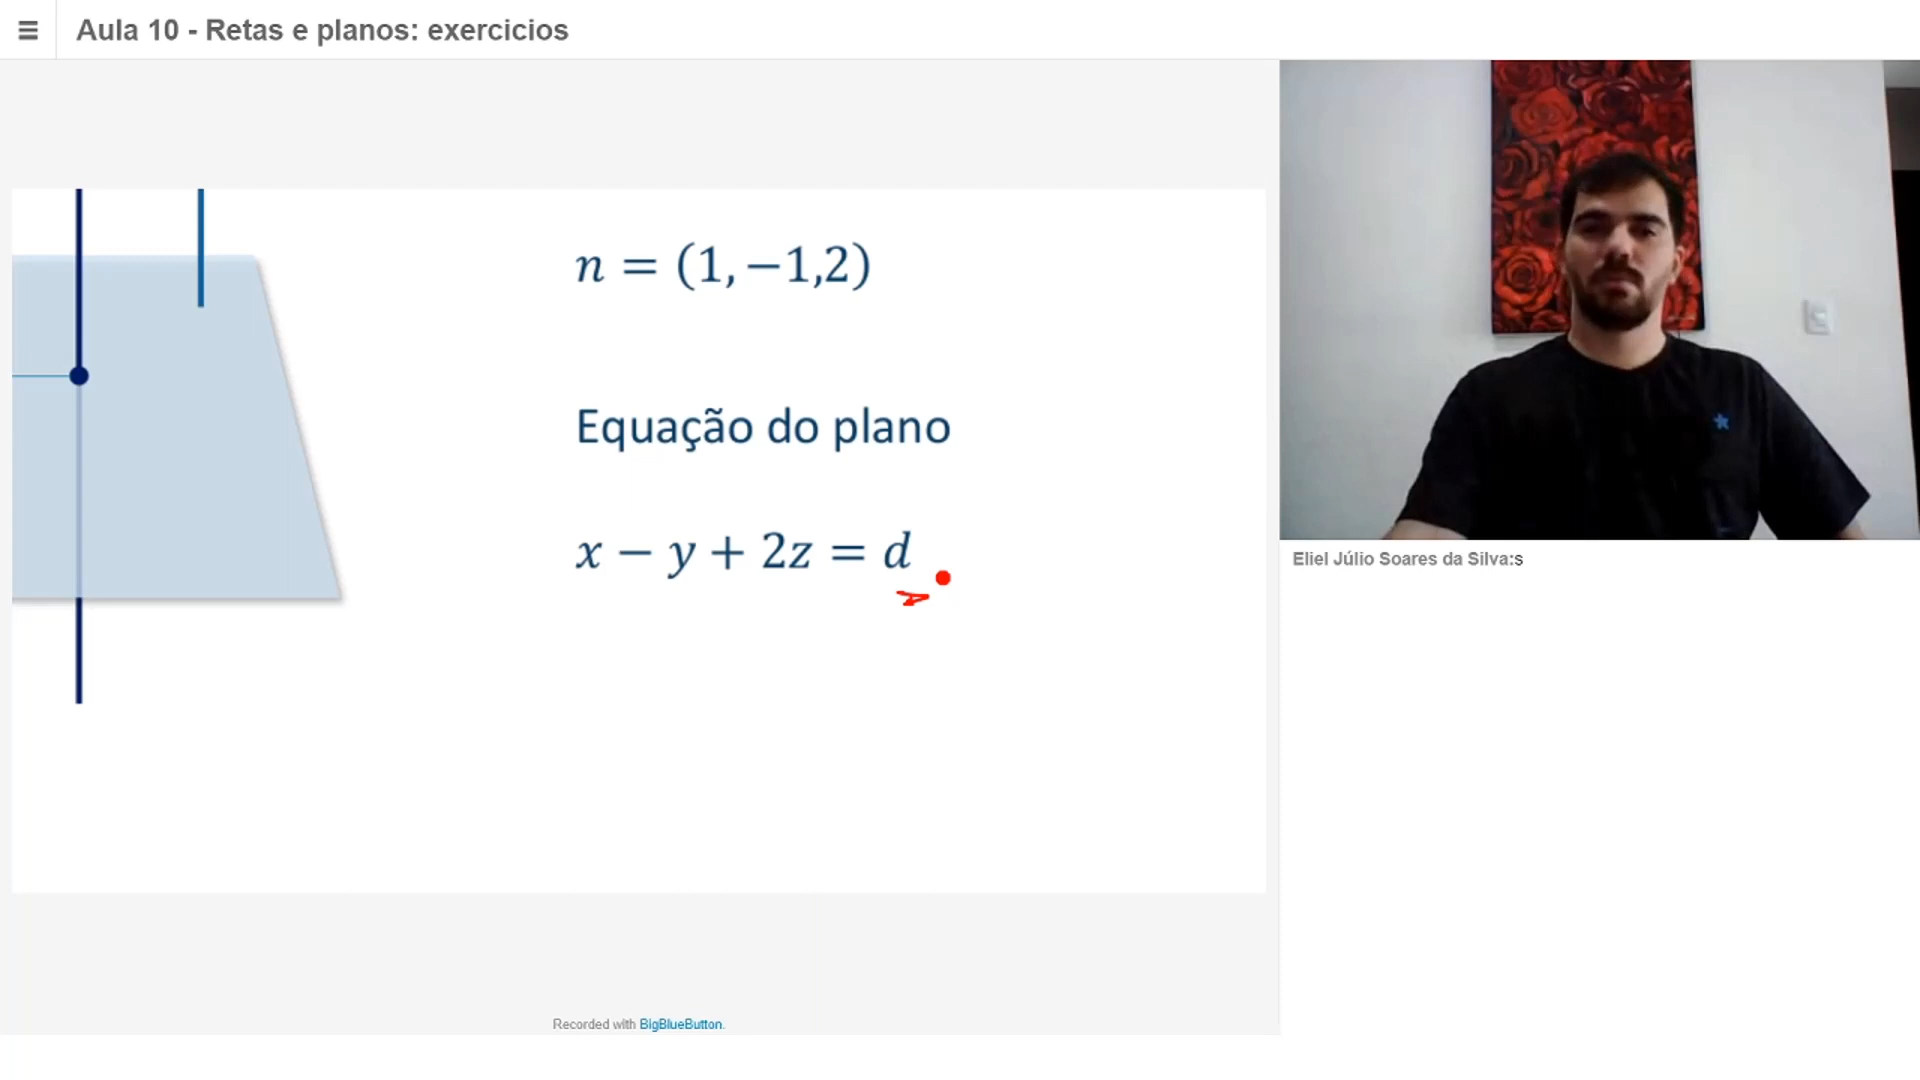 Aula 10 - Retas e planos: exercicios
n = (1, −1,2)
Equação do plano
x − y + 2z = d
Eliel Júlio Soares da Silva:s
Recorded with BigBlueButton.